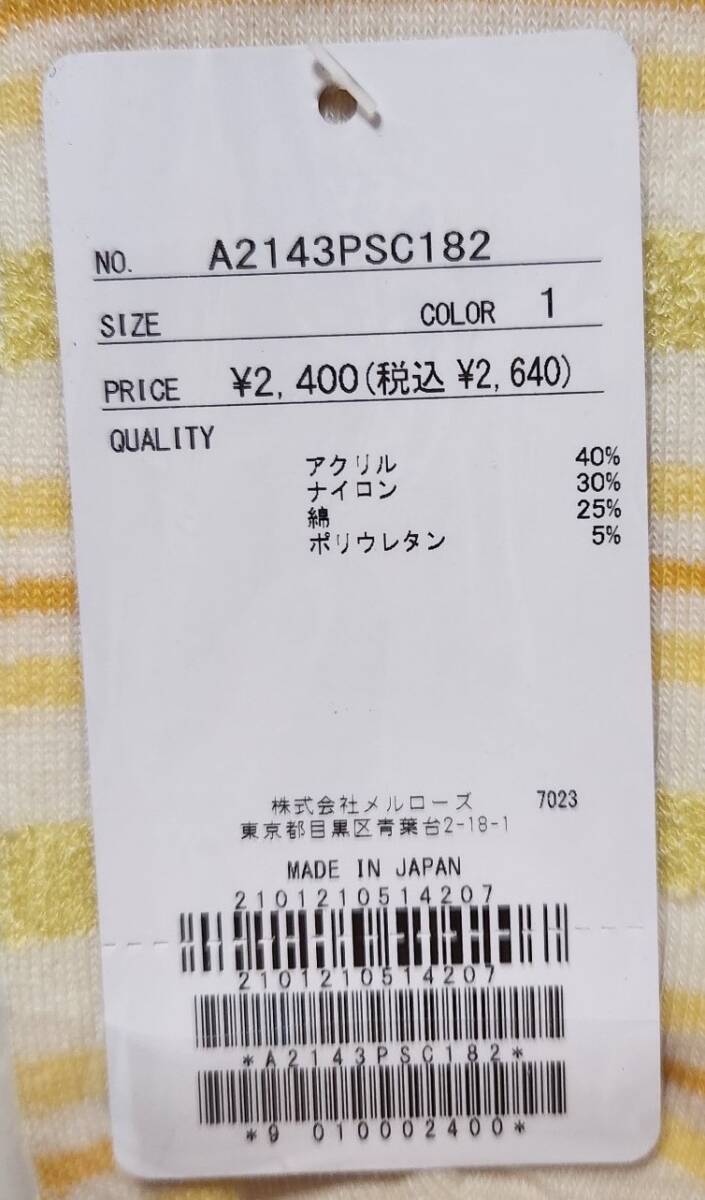 NO. A2143PSC182
SIZE COLOR 1
PRICE ¥2,400(税込 ¥2,640)
QUALITY
アクリル 40%
ナイロン 30%
綿 25%
ポリウレタン 5%
株式会社メルローズ 7023
東京都目黒区青葉台2-18-1
MADE IN JAPAN
2101210514207
2101210514207
*A2143PSC182*
*9 010002400*